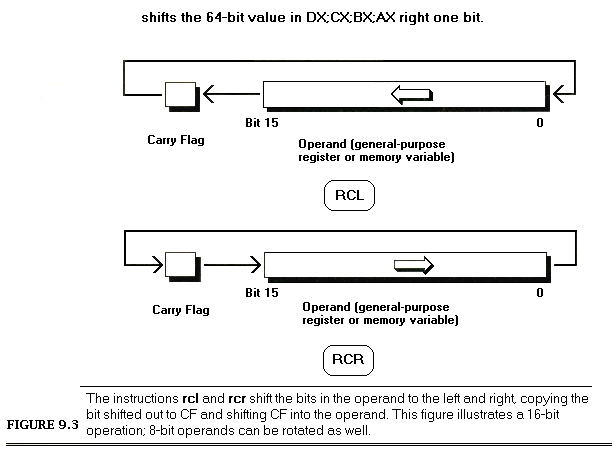 shifts the 64-bit value in DX:CX:BX:AX right one bit.
Carry Flag
Bit 15
0
Operand (general-purpose
register or memory variable)
RCL
Carry Flag
Bit 15
0
Operand (general-purpose
register or memory variable)
RCR
The instructions rcl and rcr shift the bits in the operand to the left and right, copying the
bit shifted out to CF and shifting CF into the operand. This figure illustrates a 16-bit
FIGURE 9.3 operation; 8-bit operands can be rotated as well.